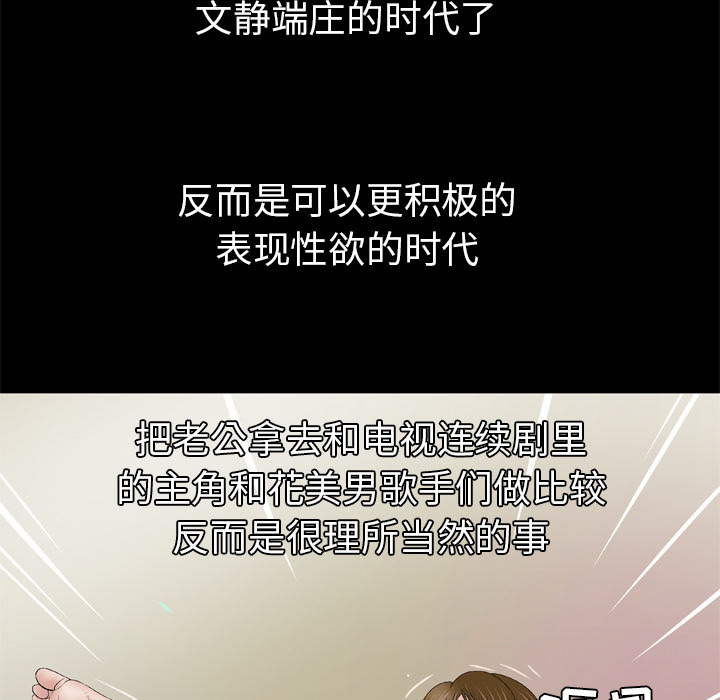 文静端庄的时代了
反而是可以更积极的
表现性欲的时代
把老公拿去和电视连续剧里
的主角和花美男歌手们做比较
反而是很理所当然的事